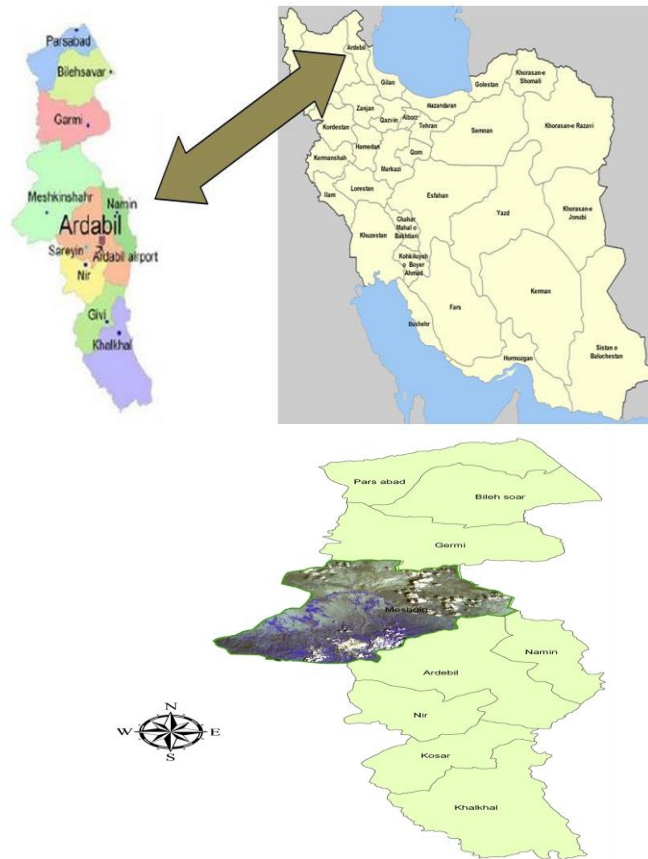 Parsabad
Bilehsavar
Garmi
Meshkinshahr
Namin
Ardabil
Sareyin
Ardabil airport
Nir
Givi
Khalkhal
Ardebil
Gilan
Golestan
Khorasan-e
Shomali
Zanjan
Mazandaran
Qazvin
Alborz
Tehran
Semnan
Khorasan-e Razavi
Kordestan
Hamedan
Qom
Kermanshah
Markazi
Ilam
Lorestan
Esfahan
Yazd
Khorasan-e
Jonubi
Khuzestan
Chahar
Mahal o
Bakhtiari
Kohkiluyeh
o Boyer
Ahmad
Fars
Kerman
Bushehr
Hormozgan
Sistan o
Baluchestan
Pars abad
Bileh soar
Germi
Namin
Ardebil
Nir
Kosar
Khalkhal
N
W
E
S